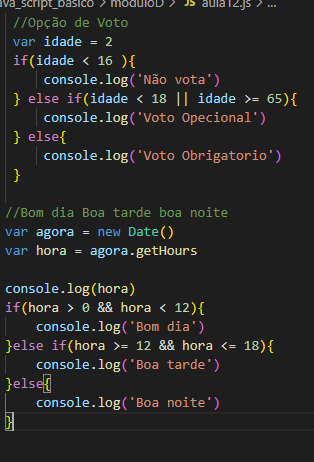 ava_script_basico > moduloD > JS aula12.js > ...
//Opção de Voto
var idade = 2
if(idade < 16 ){
console.log('Não vota')
} else if(idade < 18 || idade >= 65){
console.log('Voto Opecional')
} else{
console.log('Voto Obrigatorio')
}
//Bom dia Boa tarde boa noite
var agora = new Date()
var hora = agora.getHours
console.log(hora)
if(hora > 0 && hora < 12){
console.log('Bom dia')
}else if(hora >= 12 && hora <= 18){
console.log('Boa tarde')
}else{
console.log('Boa noite')
}